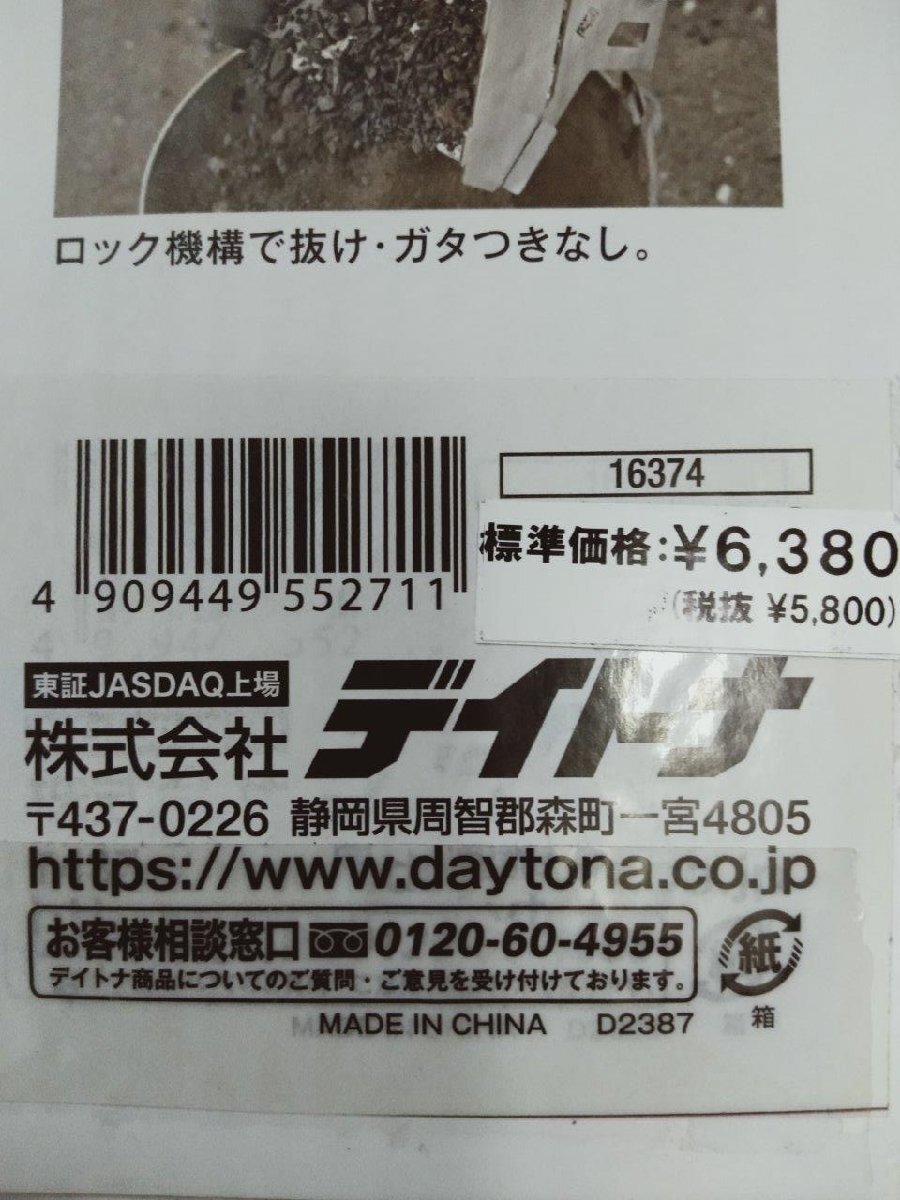 ロック機構で抜け・ガタつきなし。
16374
標準価格:¥6,380
(税抜 ¥5,800)
4 909449 552711
東証JASDAQ上場
株式会社 デイトナ
〒437-0226 静岡県周智郡森町一宮4805
https://www.daytona.co.jp
お客様相談窓口 0120-60-4955
デイトナ商品についてのご質問・ご意見を受け付けております。
紙
箱
MADE IN CHINA D2387